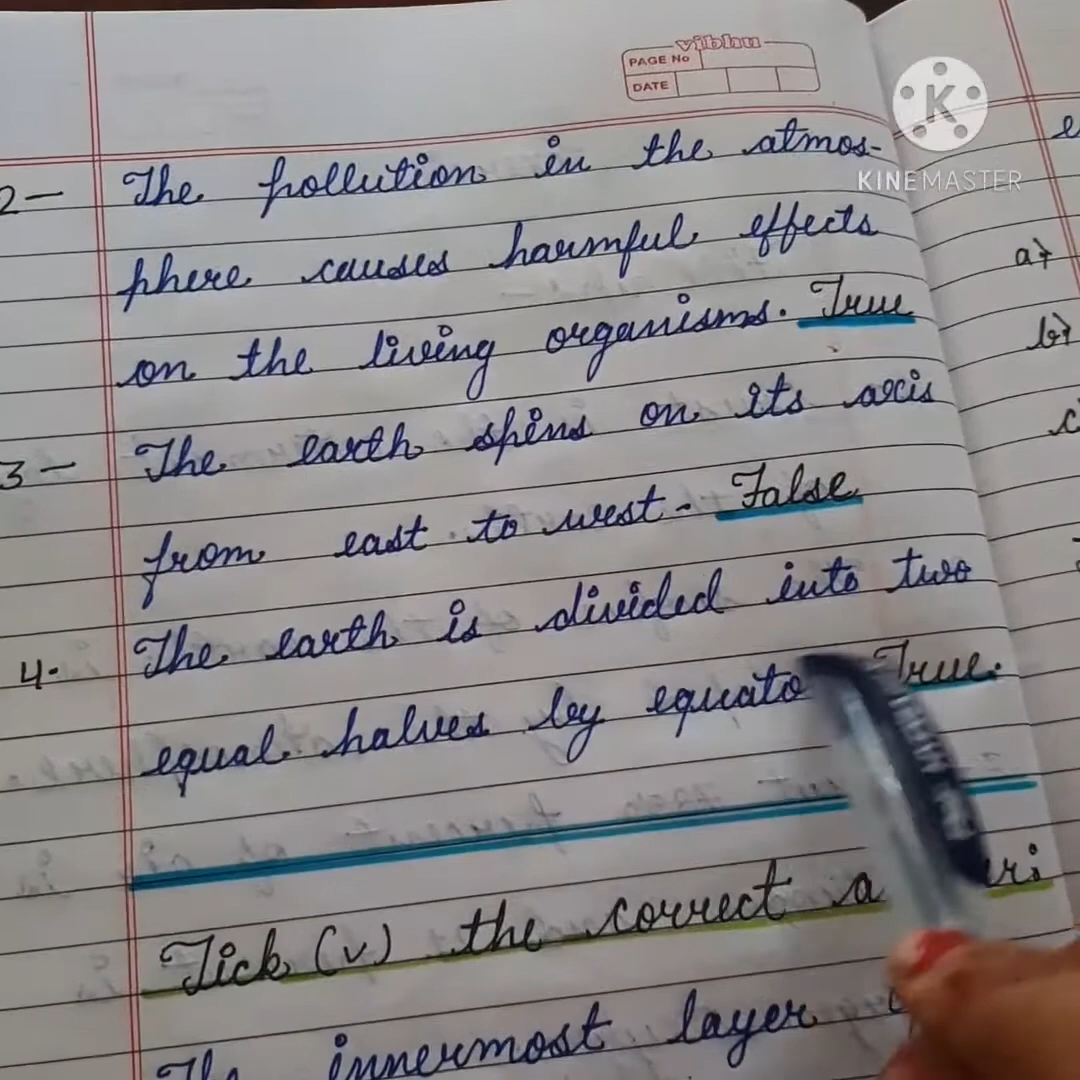 vibhu
PAGE No
DATE
KINEMASTER
2- The pollution in the atmos-
phere causes harmful effects
on the living organisms. True
3- The earth spins on its axis
from east to west. False
4. The earth is divided into two
equal halves by True.
Tick (v) the correct
The innermost layer
a)
b)